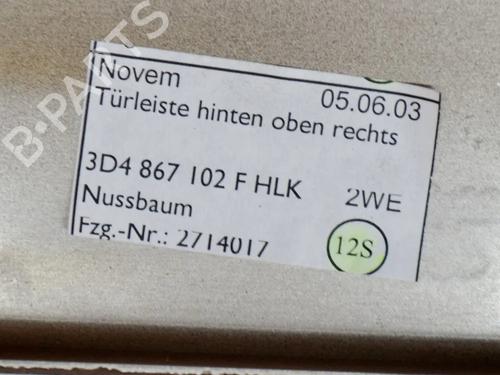 B-PARTS
Novem 05.06.03
Türleiste hinten oben rechts
3D4 867 102 F HLK 2WE
Nussbaum
Fzg.-Nr.: 2714017 12S